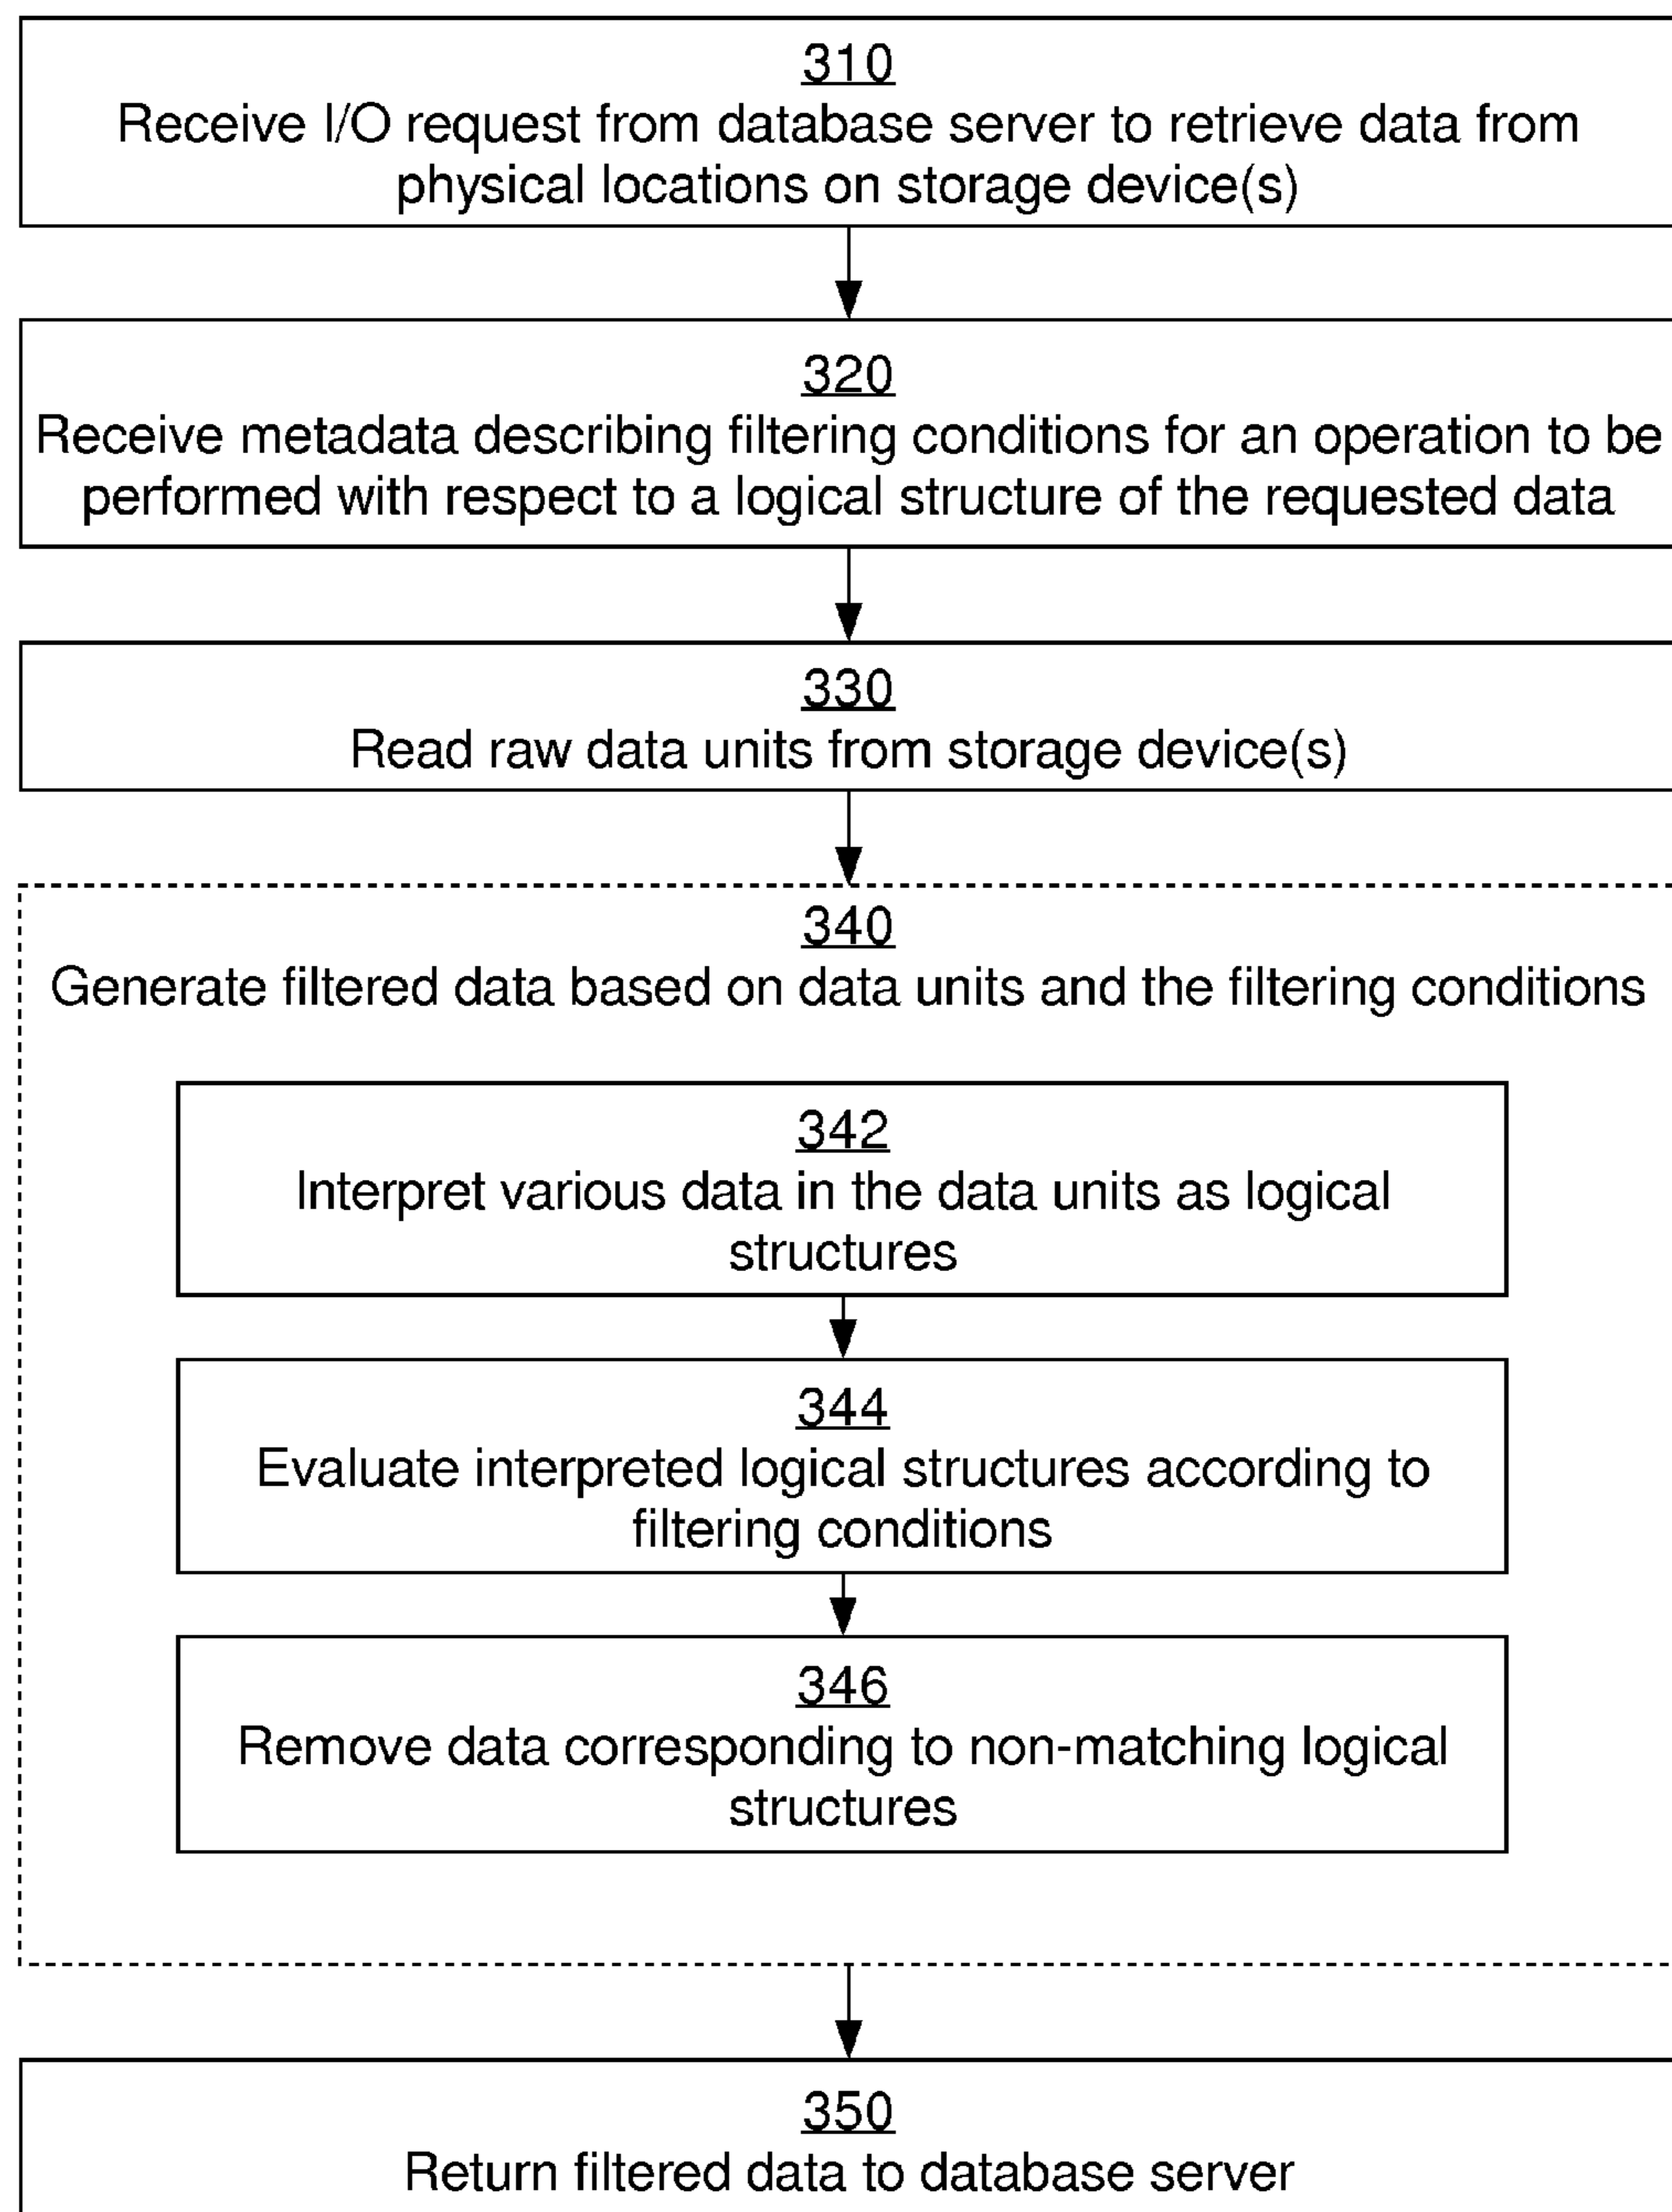 310
Receive I/O request from database server to retrieve data from
physical locations on storage device(s)
320
Receive metadata describing filtering conditions for an operation to be
performed with respect to a logical structure of the requested data
330
Read raw data units from storage device(s)
340
Generate filtered data based on data units and the filtering conditions
342
Interpret various data in the data units as logical
structures
344
Evaluate interpreted logical structures according to
filtering conditions
346
Remove data corresponding to non-matching logical
structures
350
Return filtered data to database server